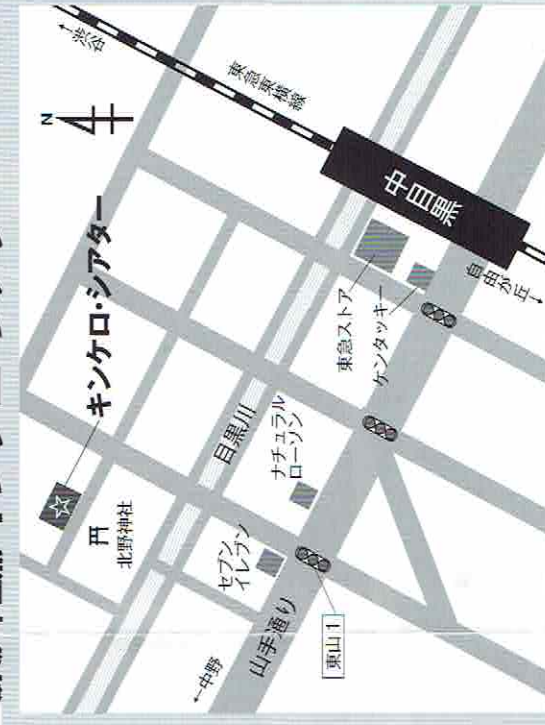 ↑渋谷
東急東横線
N
キンケロ・シアター
中目黒
東急ストア
ケンタッキー
自由が丘↓
目黒川
ナチュラル
ローソン
北野神社
セブン
イレブン
山手通り
東山1
←中野